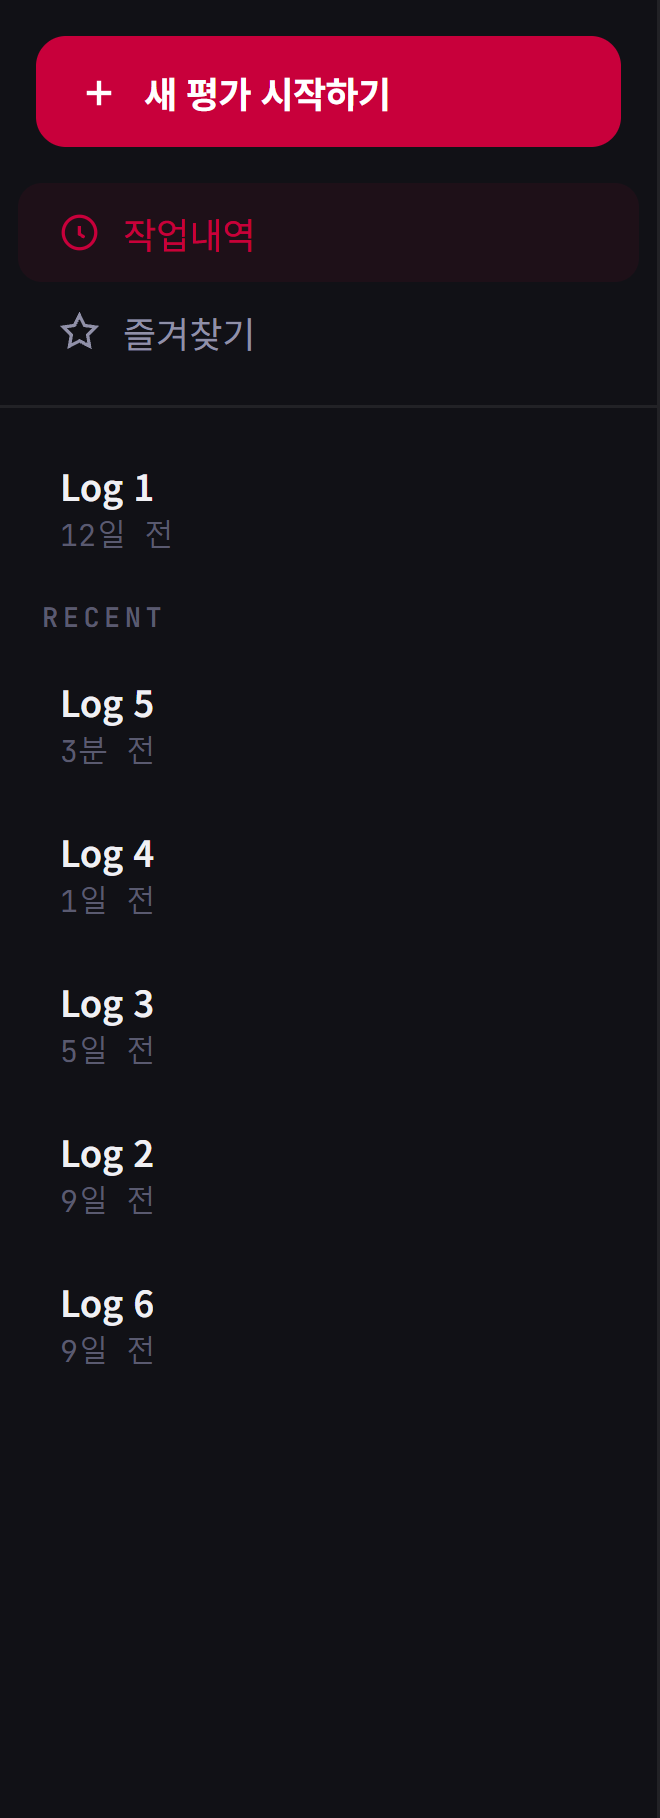 + 새 평가 시작하기
작업내역
즐겨찾기
Log 1
12일 전
RECENT
Log 5
3분 전
Log 4
1일 전
Log 3
5일 전
Log 2
9일 전
Log 6
9일 전